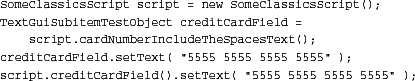 SomeClassicsScript script = new SomeClassicsScript();
TextGuiSubitemTestObject creditCardField =
script.cardNumberIncludeTheSpacesText();
creditCardField.setText( "5555 5555 5555 5555" );
script.creditCardField().setText( "5555 5555 5555 5555" );